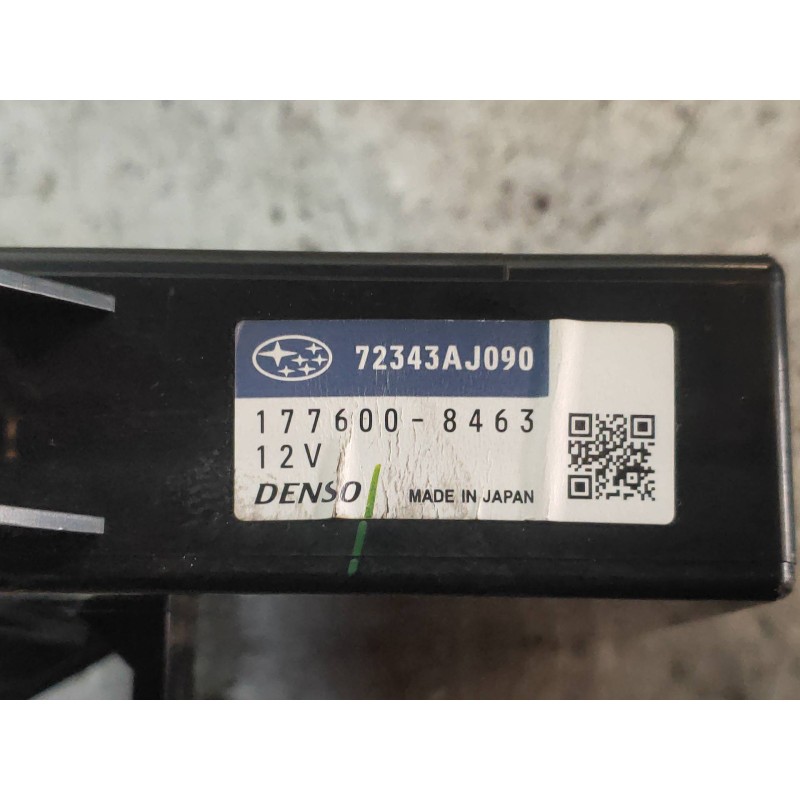 72343AJ090
177600-8463
12V
DENSO MADE IN JAPAN